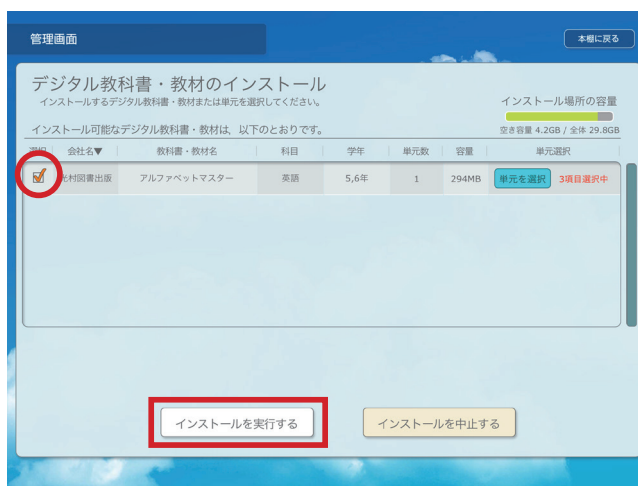 管理画面
本棚に戻る
デジタル教科書・教材のインストール
インストールするデジタル教科書・教材または単元を選択してください。
インストール場所の容量
インストール可能なデジタル教科書・教材は、以下のとおりです。
空き容量 4.2GB / 全体 29.8GB
選択 会社名▼ 教科書・教材名 科目 学年 単元数 容量 単元選択
光村図書出版 アルファベットマスター 英語 5,6年 1 294MB 単元を選択 3項目選択中
インストールを実行する
インストールを中止する